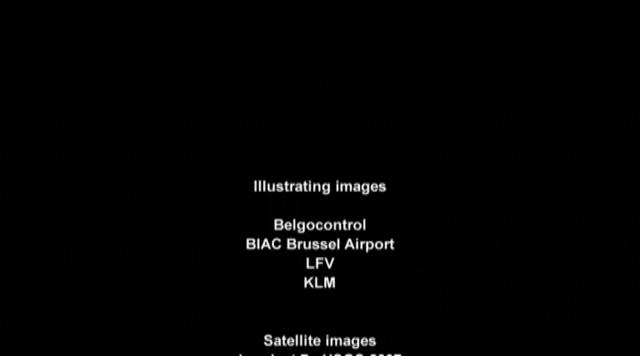 Illustrating images
Belgocontrol
BIAC Brussel Airport
LFV
KLM
Satellite images